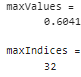 maxValues =
0.6041
maxIndices =
32